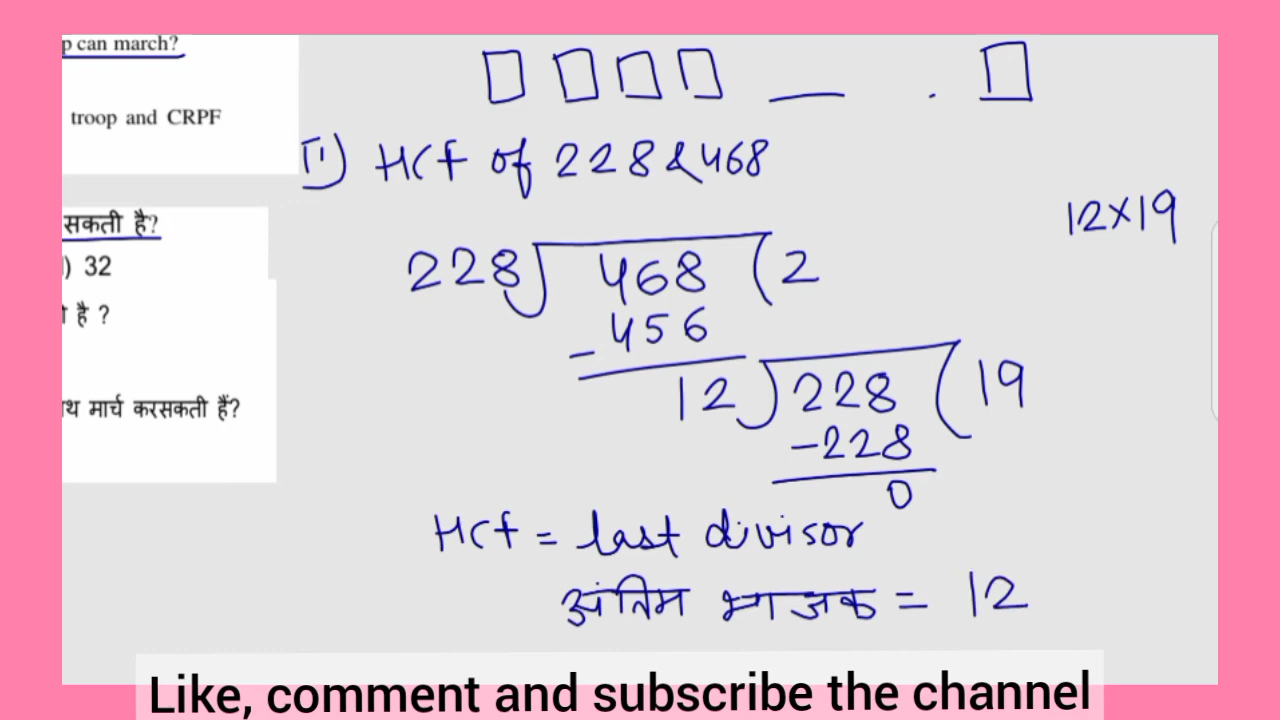 p can march?
troop and CRPF
सकती है?
) 32
है ?
मार्च करसकती हैं?
(i) HCF of 228 & 468
12×19
228) 468 (2
- 456
12) 228 (19
-228
0
HCF = last divisor
अंतिम भाजक = 12
Like, comment and subscribe the channel